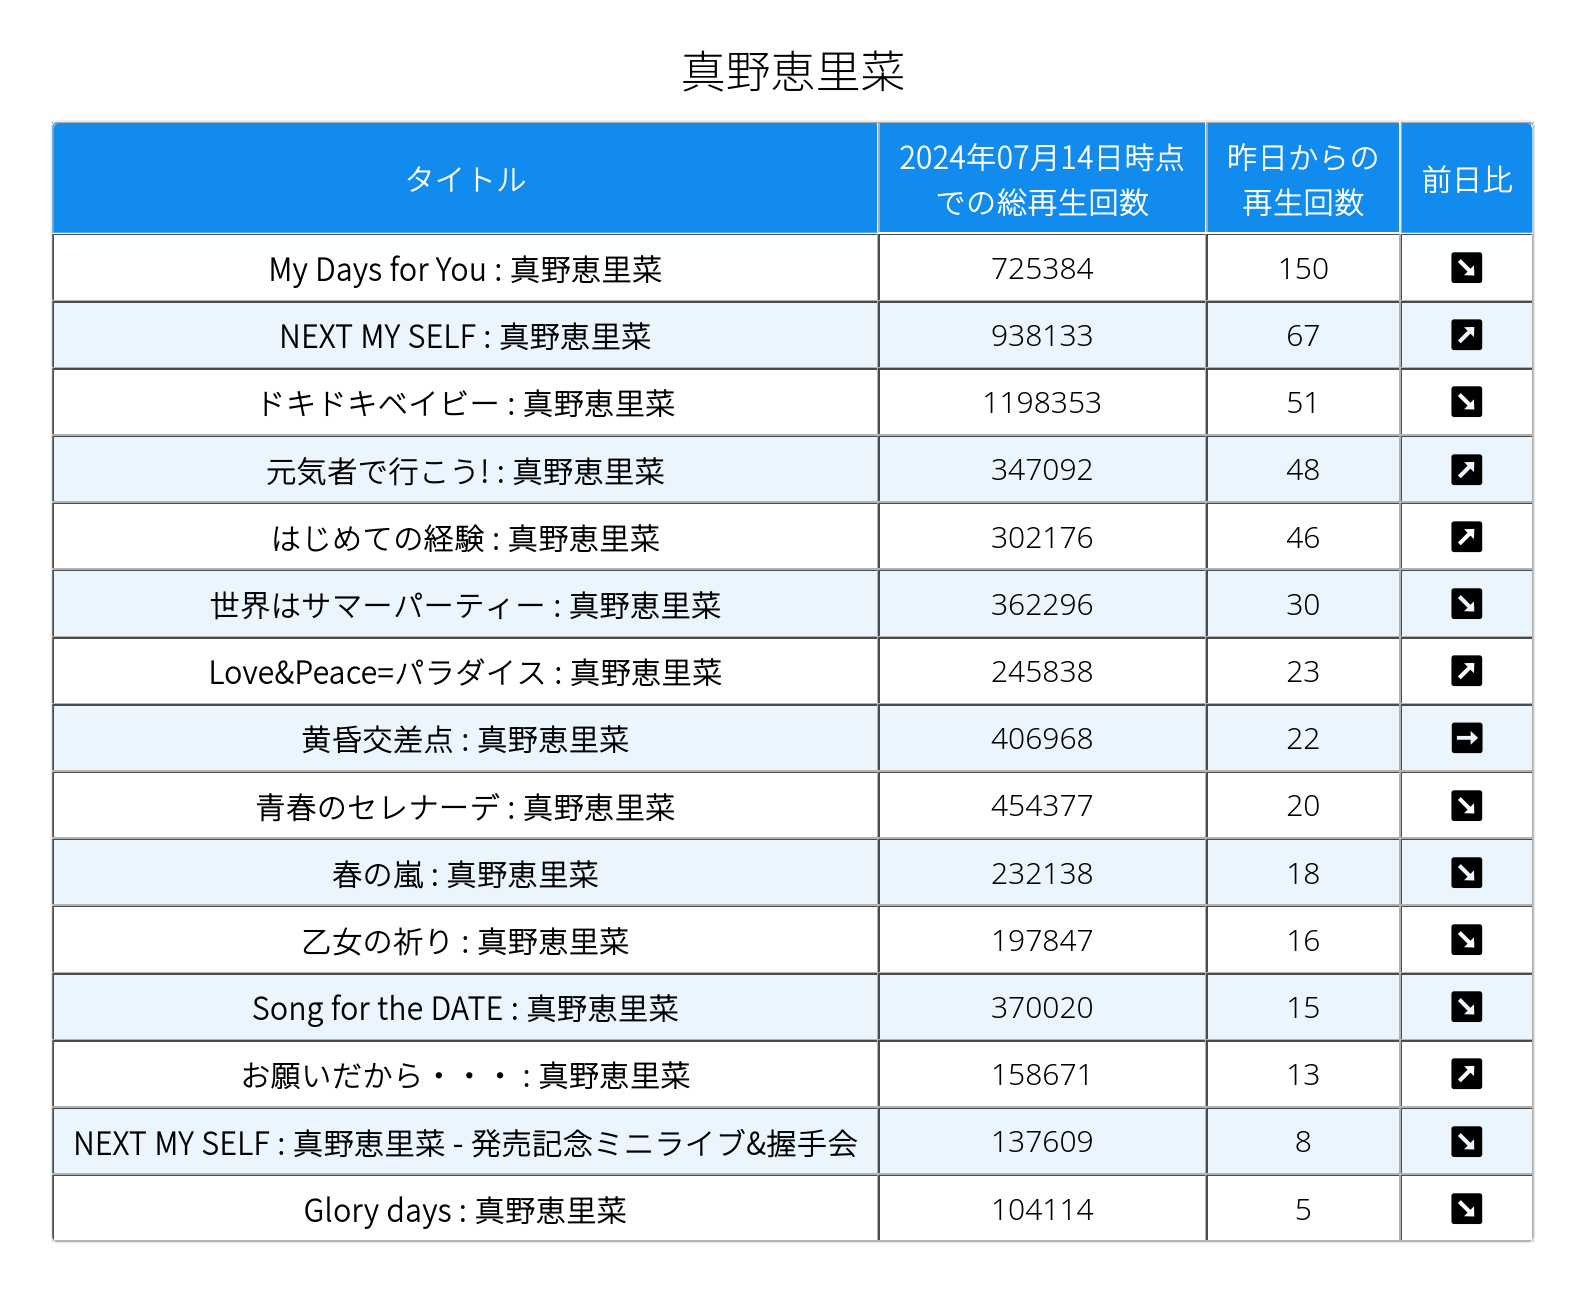 真野恵里菜
タイトル 2024年07月14日時点での総再生回数 昨日からの再生回数 前日比
My Days for You : 真野恵里菜 725384 150 ↘
NEXT MY SELF : 真野恵里菜 938133 67 ↗
ドキドキベイビー : 真野恵里菜 1198353 51 ↘
元気者で行こう! : 真野恵里菜 347092 48 ↗
はじめての経験 : 真野恵里菜 302176 46 ↗
世界はサマーパーティー : 真野恵里菜 362296 30 ↘
Love&Peace=パラダイス : 真野恵里菜 245838 23 ↗
黄昏交差点 : 真野恵里菜 406968 22 →
青春のセレナーデ : 真野恵里菜 454377 20 ↘
春の嵐 : 真野恵里菜 232138 18 ↘
乙女の祈り : 真野恵里菜 197847 16 ↘
Song for the DATE : 真野恵里菜 370020 15 ↘
お願いだから・・・ : 真野恵里菜 158671 13 ↗
NEXT MY SELF : 真野恵里菜 - 発売記念ミニライブ&握手会 137609 8 ↘
Glory days : 真野恵里菜 104114 5 ↘